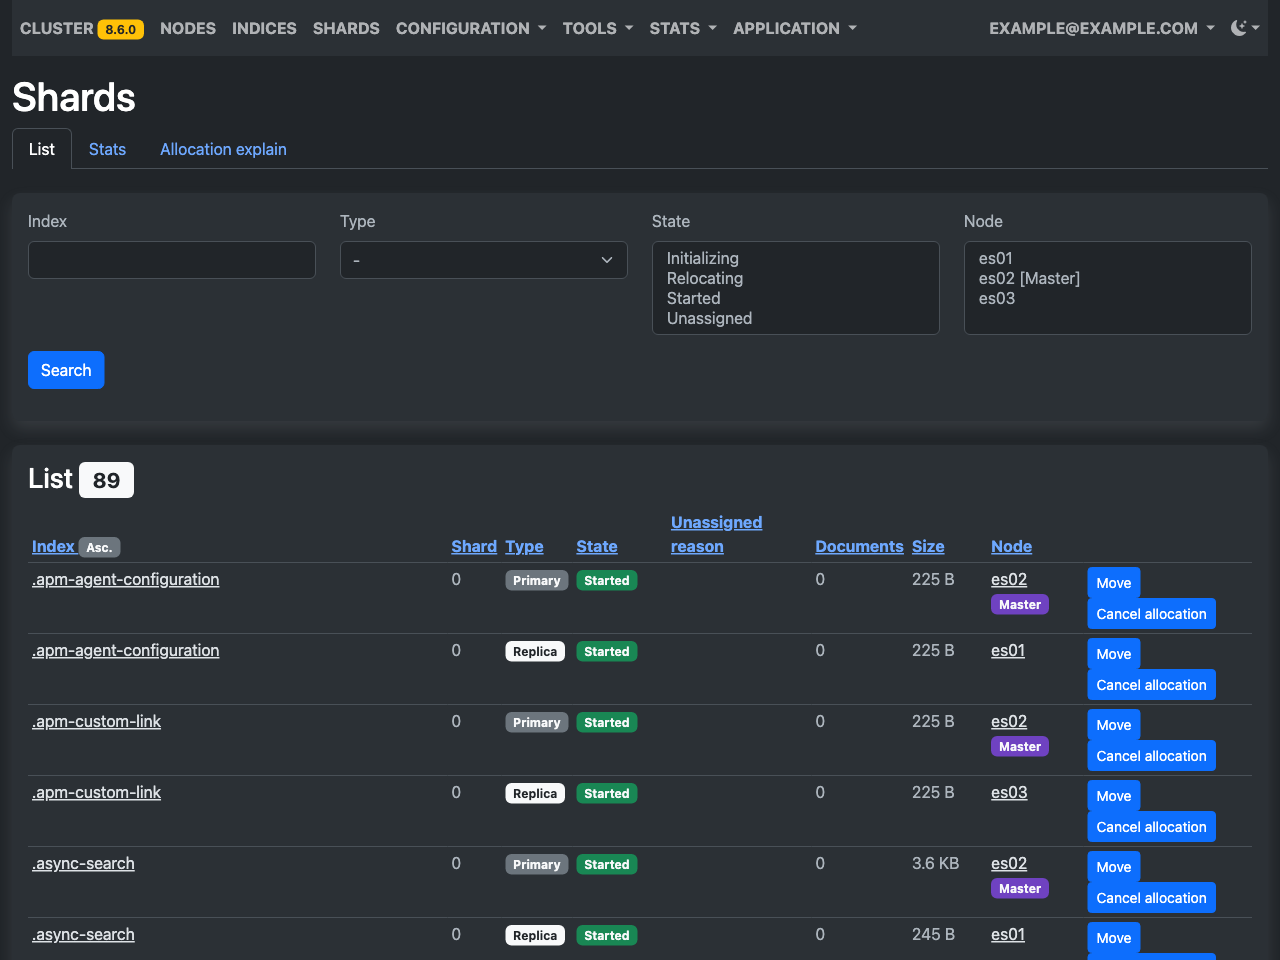 CLUSTER 8.6.0 NODES INDICES SHARDS CONFIGURATION TOOLS STATS APPLICATION EXAMPLE@EXAMPLE.COM
Shards
List Stats Allocation explain
Index Type State Node
-
Initializing
Relocating
Started
Unassigned
es01
es02 [Master]
es03
Search
List 89
Index Asc. Shard Type State Unassigned reason Documents Size Node
.apm-agent-configuration 0 Primary Started 0 225 B es02 Master Move
Cancel allocation
.apm-agent-configuration 0 Replica Started 0 225 B es01 Move
Cancel allocation
.apm-custom-link 0 Primary Started 0 225 B es02 Master Move
Cancel allocation
.apm-custom-link 0 Replica Started 0 225 B es03 Move
Cancel allocation
.async-search 0 Primary Started 0 3.6 KB es02 Master Move
Cancel allocation
.async-search 0 Replica Started 0 245 B es01 Move